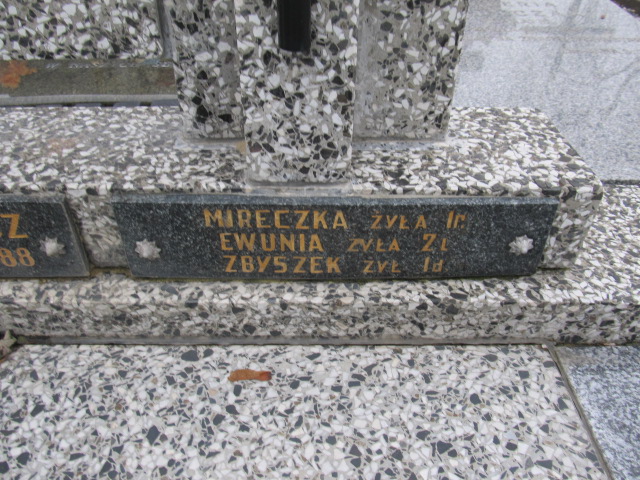 MIRECZKA ŻYŁA 1R.
EWUNIA ŻYŁA 2L
ZBYSZEK ŻYŁ 1d